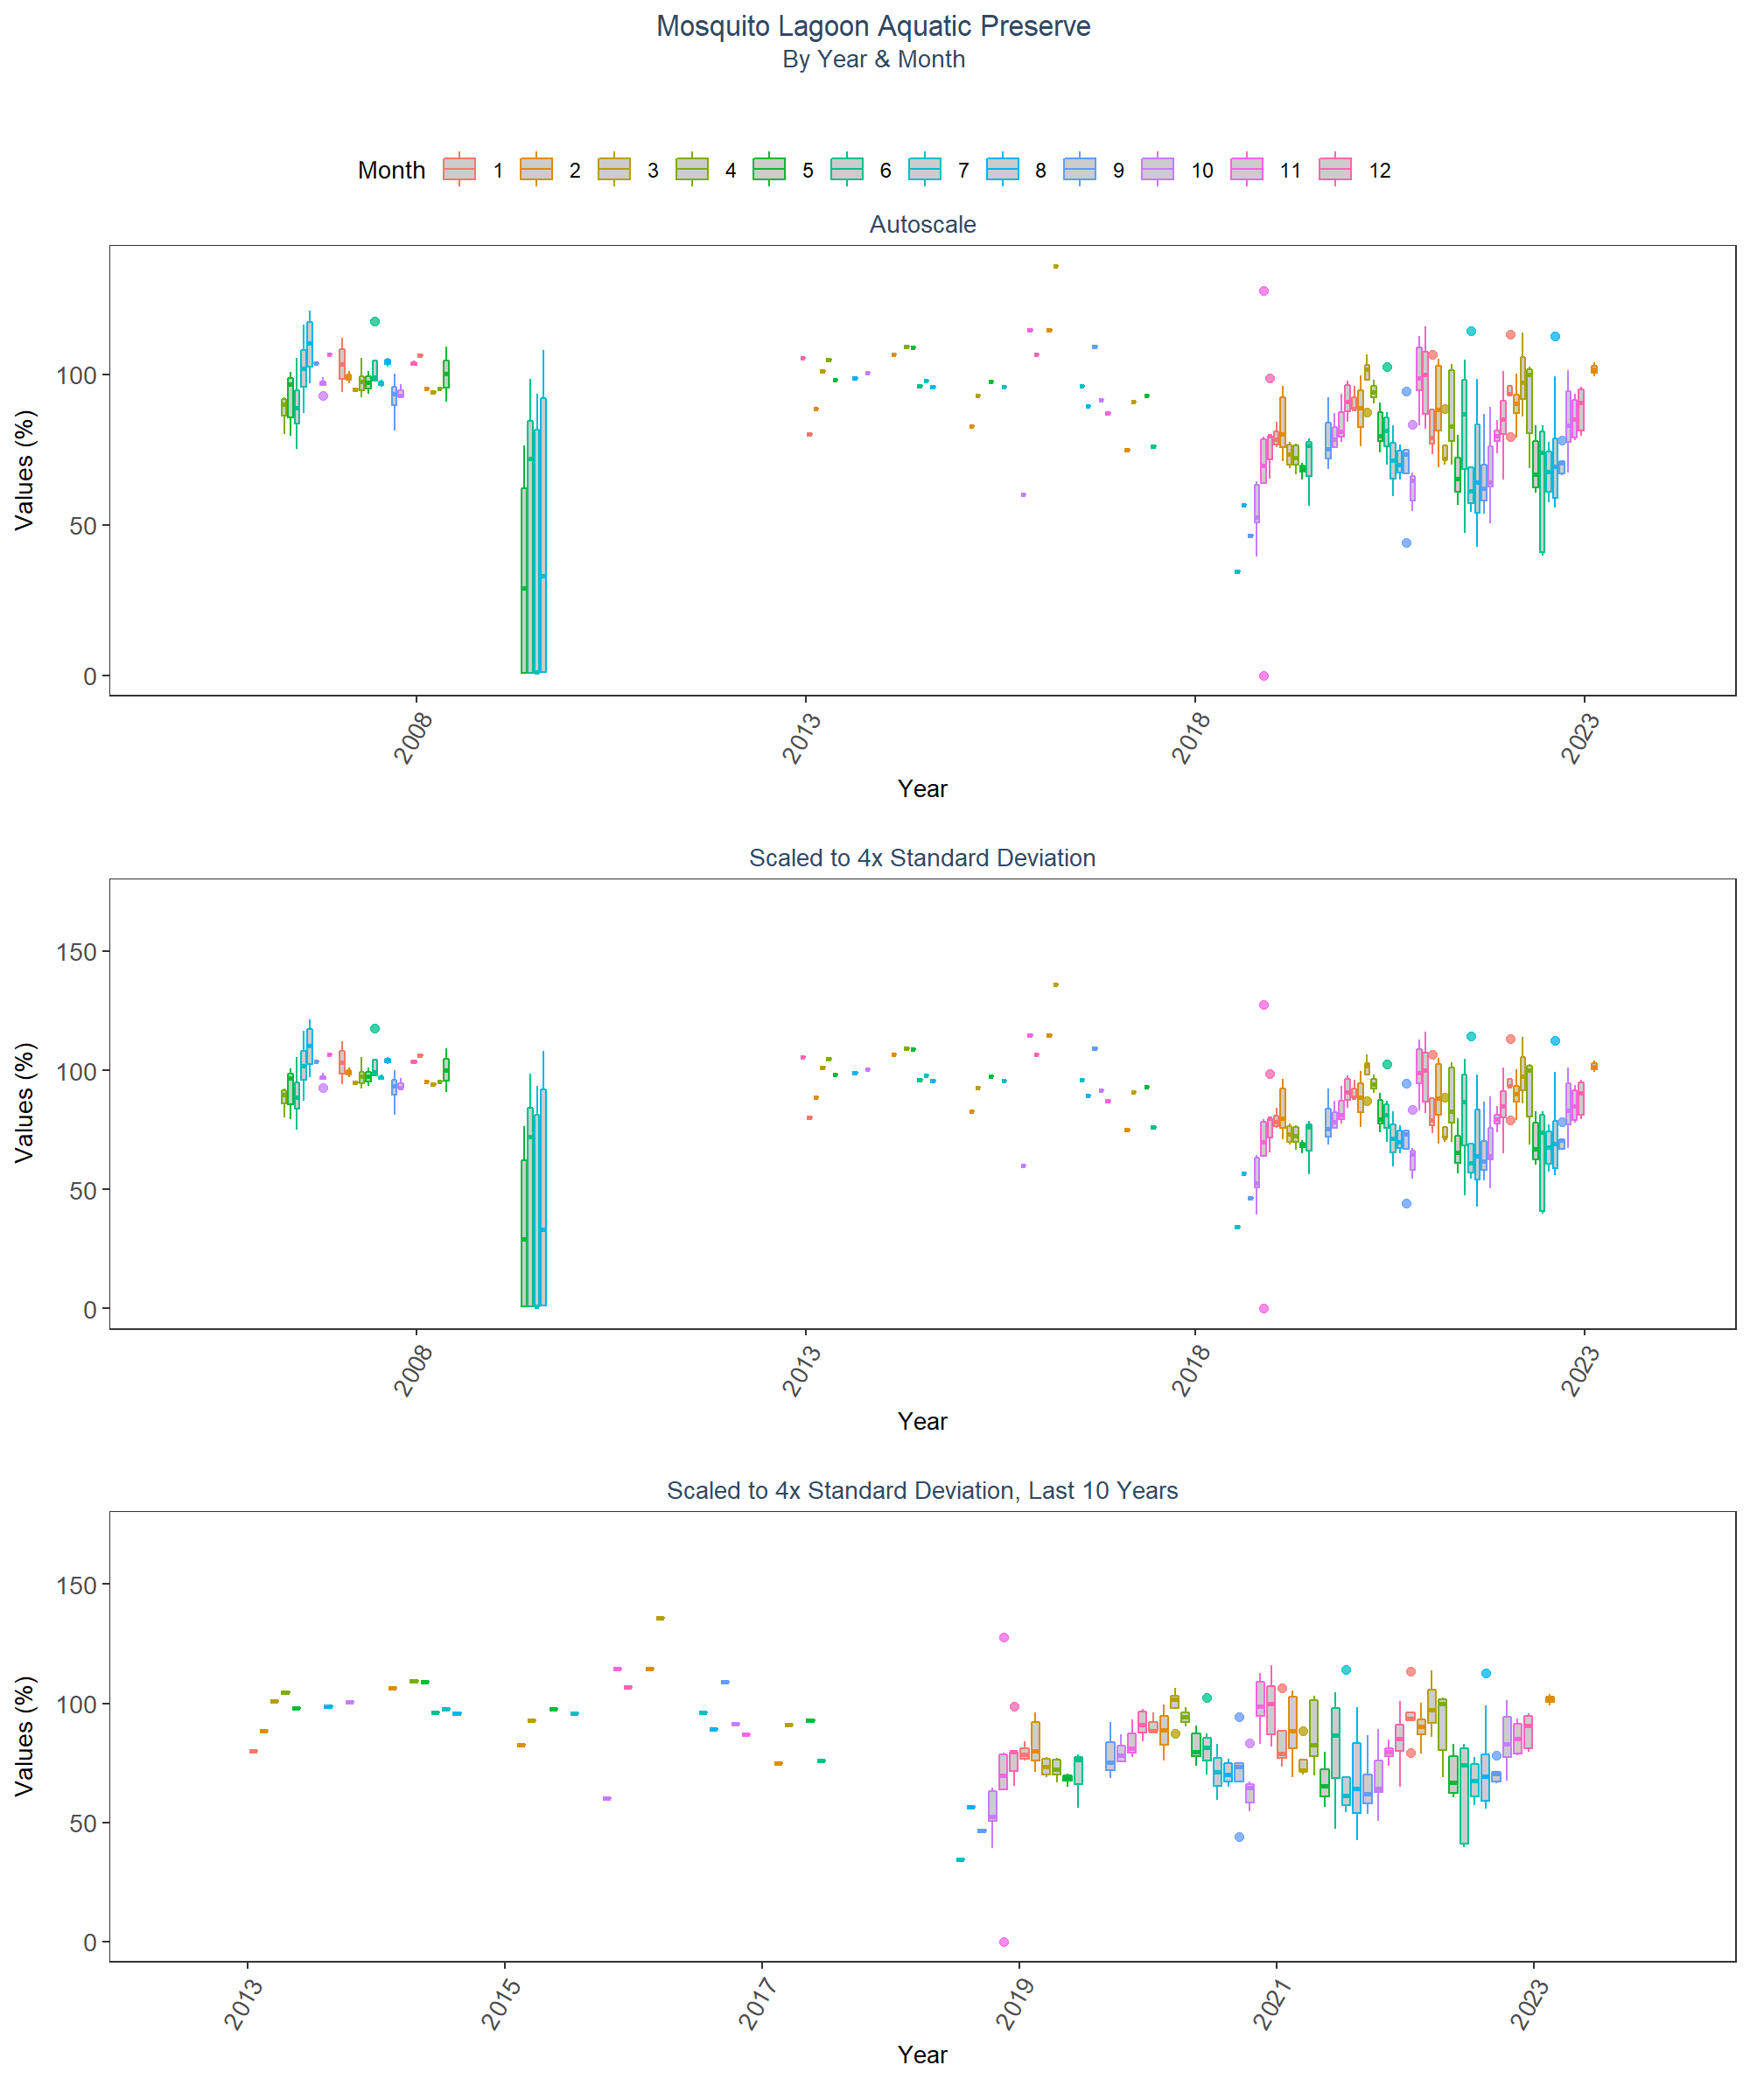 Mosquito Lagoon Aquatic Preserve
By Year & Month
Month 1 2 3 4 5 6 7 8 9 10 11 12
Autoscale
Values (%)
100
50
0
2008 2013 2018 2023
Year
Scaled to 4x Standard Deviation
Values (%)
150
100
50
0
2008 2013 2018 2023
Year
Scaled to 4x Standard Deviation, Last 10 Years
Values (%)
150
100
50
0
2013 2015 2017 2019 2021 2023
Year